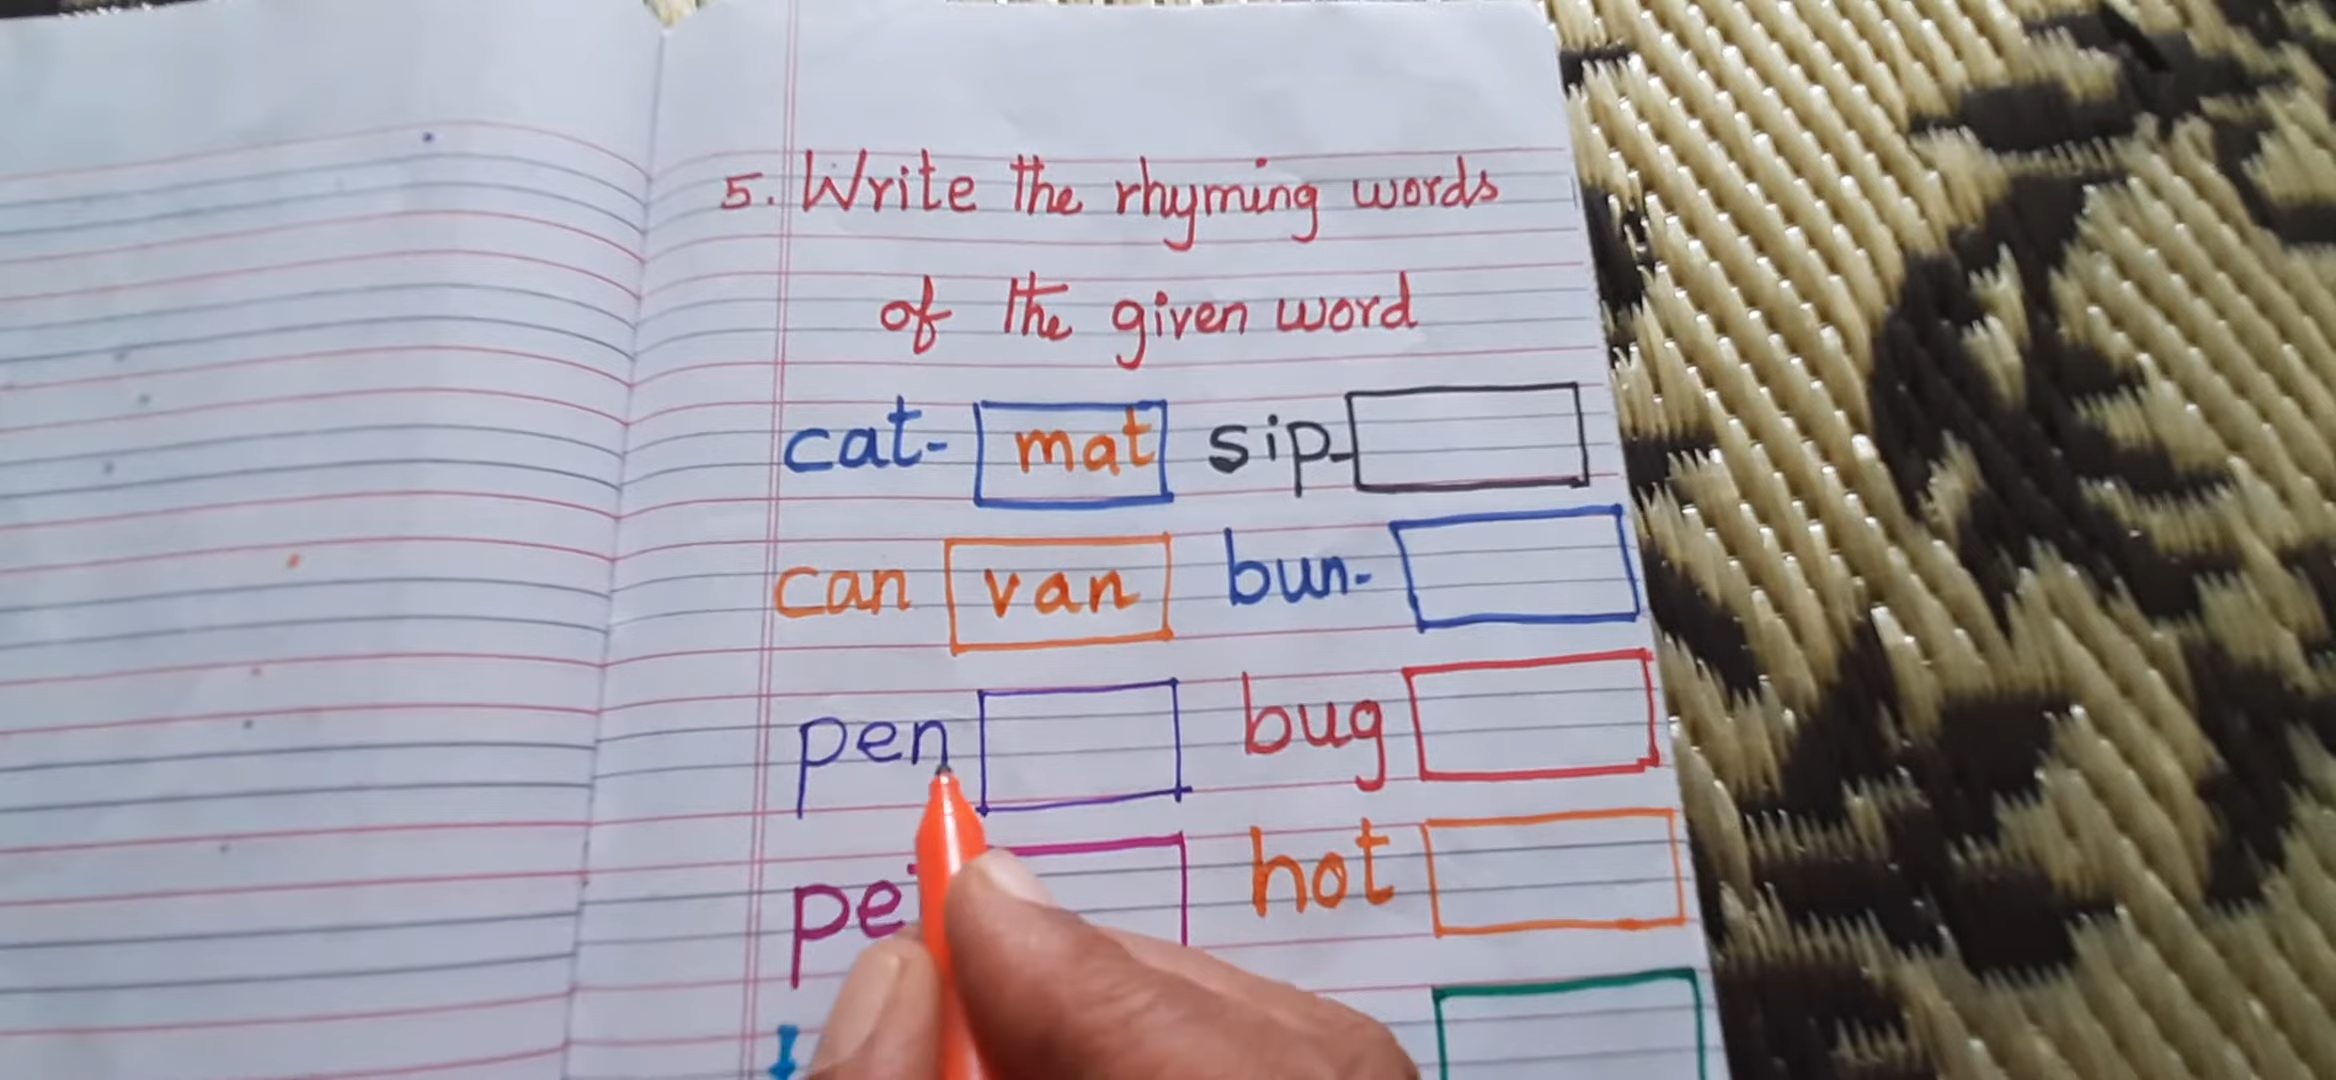 5. Write the rhyming words
of the given word
cat- mat sip-
can van bun-
pen bug
hot